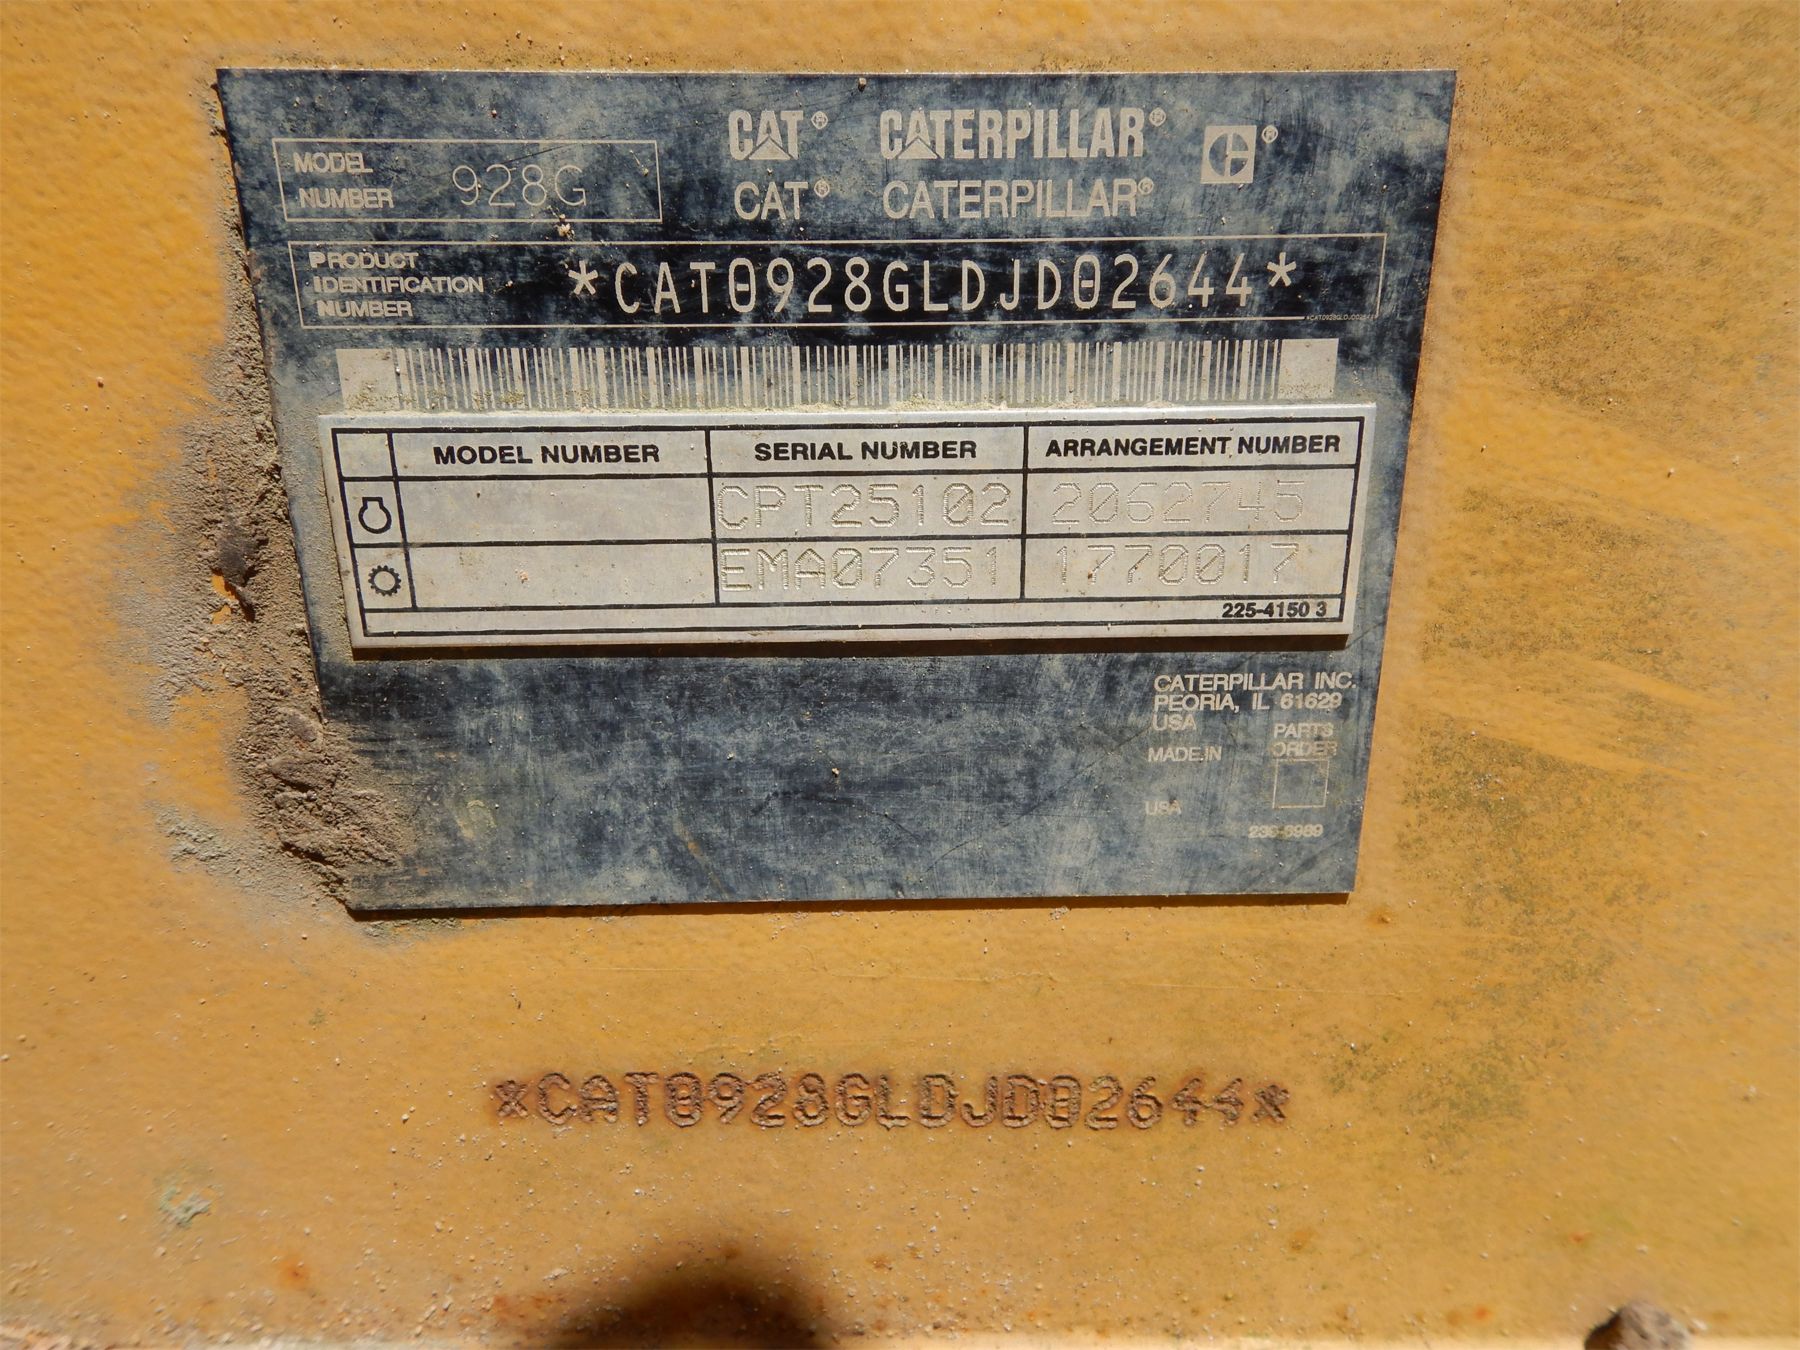 MODEL NUMBER 928G
CAT® CATERPILLAR® C®
CAT® CATERPILLAR®
PRODUCT IDENTIFICATION NUMBER *CAT0928GLDJD02644*
*CAT0928GLDJD02644*
MODEL NUMBER SERIAL NUMBER ARRANGEMENT NUMBER
CPT25102 2062745
EMA07351 1770017
225-4150 3
CATERPILLAR INC.
PEORIA, IL 61629
USA
MADE IN
USA
PARTS
ORDER
*CAT0928GLDJD02644*